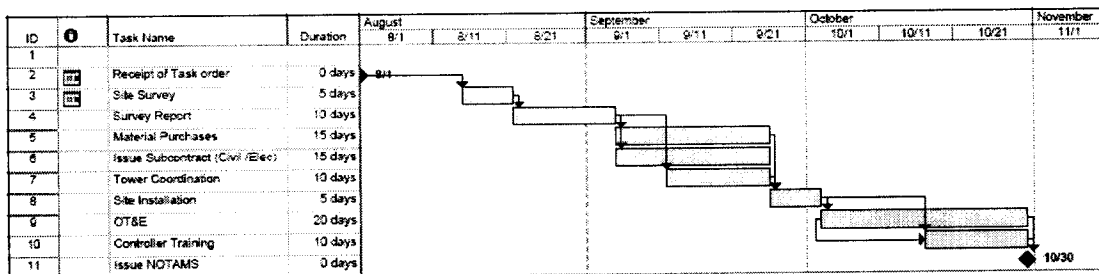 August September October November
ID Task Name Duration 8/1 8/11 8/21 9/1 9/11 9/21 10/1 10/11 10/21 11/1
1
2 Receipt of Task order 0 days 8/1
3 Site Survey 5 days
4 Survey Report 10 days
5 Material Purchases 15 days
6 Issue Subcontract (Civil /Elec) 15 days
7 Tower Coordination 10 days
8 Site Installation 5 days
9 OT&E 20 days
10 Controller Training 10 days
11 Issue NOTAMS 0 days 10/30